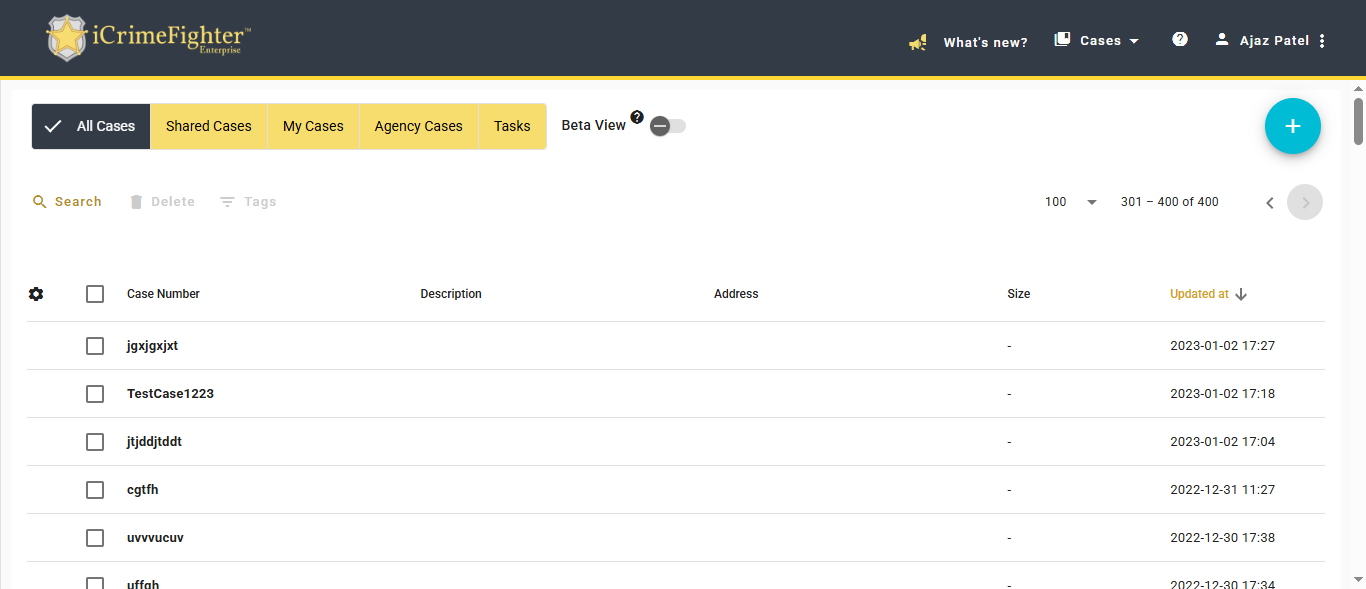 iCrimeFighter™
Enterprise
What's new? Cases ? Ajaz Patel
All Cases Shared Cases My Cases Agency Cases Tasks Beta View ?
+
Search Delete Tags 100 301 – 400 of 400
Case Number Description Address Size Updated at
jgxjgxjxt - 2023-01-02 17:27
TestCase1223 - 2023-01-02 17:18
jtjddjtddt - 2023-01-02 17:04
cgtfh - 2022-12-31 11:27
uvvvucuv - 2022-12-30 17:38
uffgh - 2022-12-30 17:34